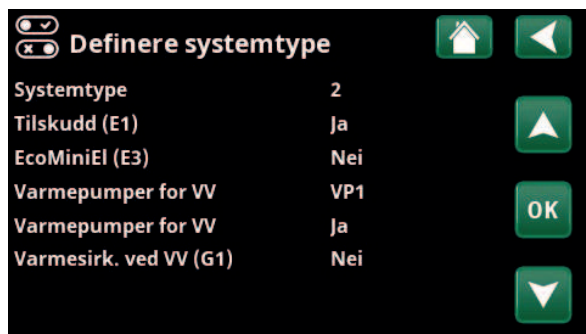 Definere systemtype
Systemtype 2
Tilskudd (E1) Ja
EcoMiniEl (E3) Nei
Varmepumper for VV VP1
Varmepumper for VV Ja
Varmesirk. ved VV (G1) Nei
OK